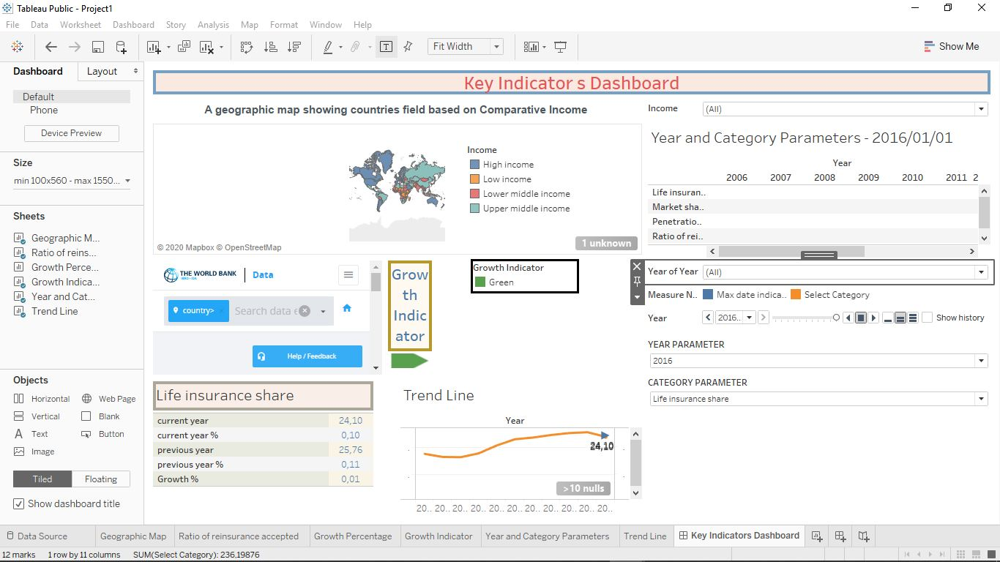 Tableau Public - Project1
File Data Worksheet Dashboard Story Analysis Map Format Window Help
Fit Width
Show Me
Dashboard Layout
Default
Phone
Device Preview
Size
min 100x560 - max 1550...
Sheets
Geographic M...
Ratio of reins...
Growth Perce...
Growth Indica...
Year and Cat...
Trend Line
Objects
Horizontal Web Page
Vertical Blank
Text Button
Image
Tiled Floating
Show dashboard title
Key Indicator s Dashboard
A geographic map showing countries field based on Comparative Income
Income
High income
Low income
Lower middle income
Upper middle income
© 2020 Mapbox © OpenStreetMap
1 unknown
Income (All)
Year and Category Parameters - 2016/01/01
Year
2006 2007 2008 2009 2010 2011 2
Life insuran..
Market sha..
Penetratio..
Ratio of rei..
THE WORLD BANK Data
IBRD • IDA
country> × Search data e
Help / Feedback
Grow
th
Indic
ator
Growth Indicator
Green
Year of Year (All)
Measure N.. Max date indica.. Select Category
Year 2016.. Show history
YEAR PARAMETER
2016
CATEGORY PARAMETER
Life insurance share
Life insurance share
current year 24,10
current year % 0,10
previous year 25,76
previous year % 0,11
Growth % 0,01
Trend Line
Year
24,10
24,10
>10 nulls
20.. 20.. 20.. 20.. 20.. 20.. 20.. 20.. 20.. 20.. 20..
Data Source Geographic Map Ratio of reinsurance accepted Growth Percentage Growth Indicator Year and Category Parameters Trend Line Key Indicators Dashboard
12 marks 1 row by 11 columns SUM(Select Category): 236,19876